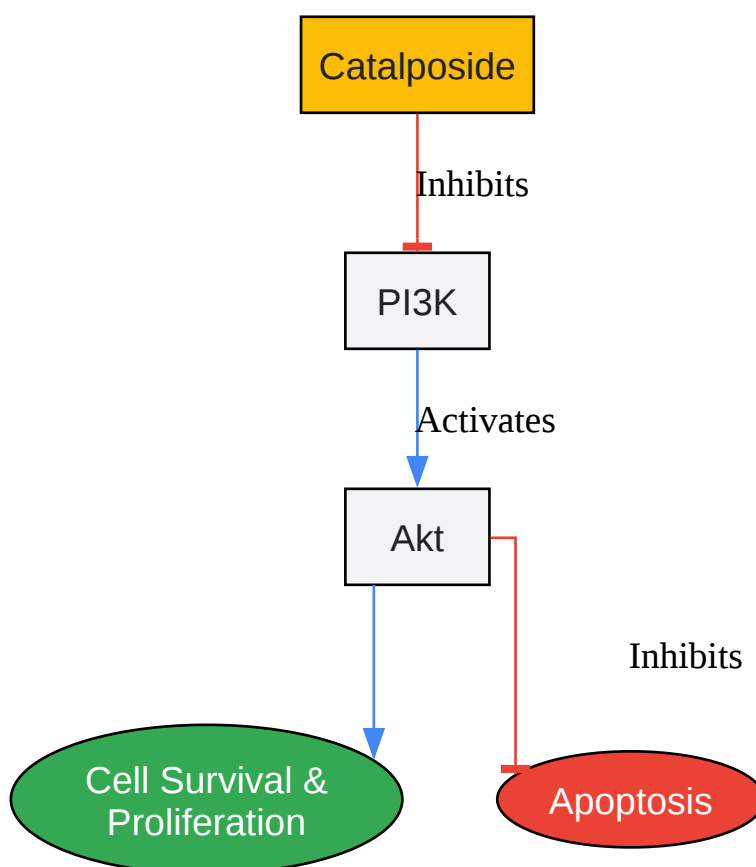 Catalposide
Inhibits
PI3K
Activates
Akt
Inhibits
Cell Survival &
Proliferation
Apoptosis